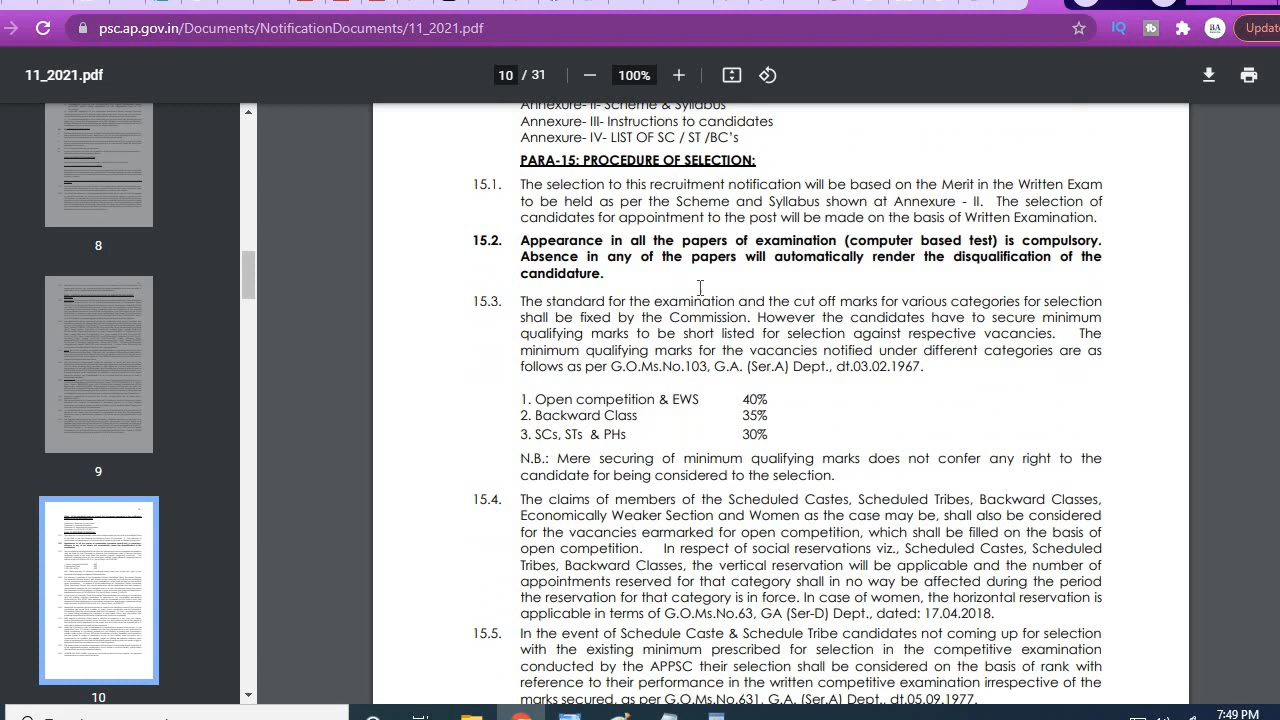 psc.ap.gov.in/Documents/NotificationDocuments/11_2021.pdf
IQ
tb
BA
11_2021.pdf
10 / 31
100%
8
9
10
Annexure- II- Scheme & Syllabus
Annexure- III- Instructions to candidates
Annexure- IV- LIST OF SC / ST /BC's
PARA-15: PROCEDURE OF SELECTION:
15.1. The selection to this recruitment notification will be based on the Merit in the Written Exam
to be held as per the Scheme and Syllabus shown at Annexure - II. The selection of
candidates for appointment to the post will be made on the basis of Written Examination.
15.2. Appearance in all the papers of examination (computer based test) is compulsory.
Absence in any of the papers will automatically render the disqualification of the
candidature.
15.3. The standard for the examination and the cut off marks for various categories for selection
shall be fixed by the Commission. However the candidates have to secure minimum
qualifying marks to be short listed for selection against respective vacancies. The
minimum qualifying marks for the vacancies notified under different categories are as
follows as per G.O.Ms.No.103, G.A. (Ser.A) Dept., dt.03.02.1967.
1. Open competition & EWS 40%
2. Backward Class 35%
3. SCs, STs & PHs 30%
N.B.: Mere securing of minimum qualifying marks does not confer any right to the
candidate for being considered to the selection.
15.4. The claims of members of the Scheduled Castes, Scheduled Tribes, Backward Classes,
Economically Weaker Section and Women as the case may be, shall also be considered
for the vacancies earmarked for open competition, which shall be filled on the basis of
open competition. In respect of social reservations viz., Scheduled Castes, Scheduled
Tribes, Backward Classes, the vertical reservation will be applicable and the number of
appointments reserved for that category shall in no way be affected during the period
the reservation for that category is in force. In case of women, the horizontal reservation is
applicable in terms of G.O.Ms.No.63, GA (Ser-D) Dept., dated: 17.04.2018.
15.5. In the event of Schedule Caste & Schedule Tribe candidates not coming up for selection
with the existing minimum prescribed for selection in the competitive examination
conducted by the APPSC their selection shall be considered on the basis of rank with
reference to their performance in the written competitive examination irrespective of the
marks secured, as per G.O.Ms.No.631, G.A. (Ser.A) Dept., dt.05.09.1977.
7:49 PM